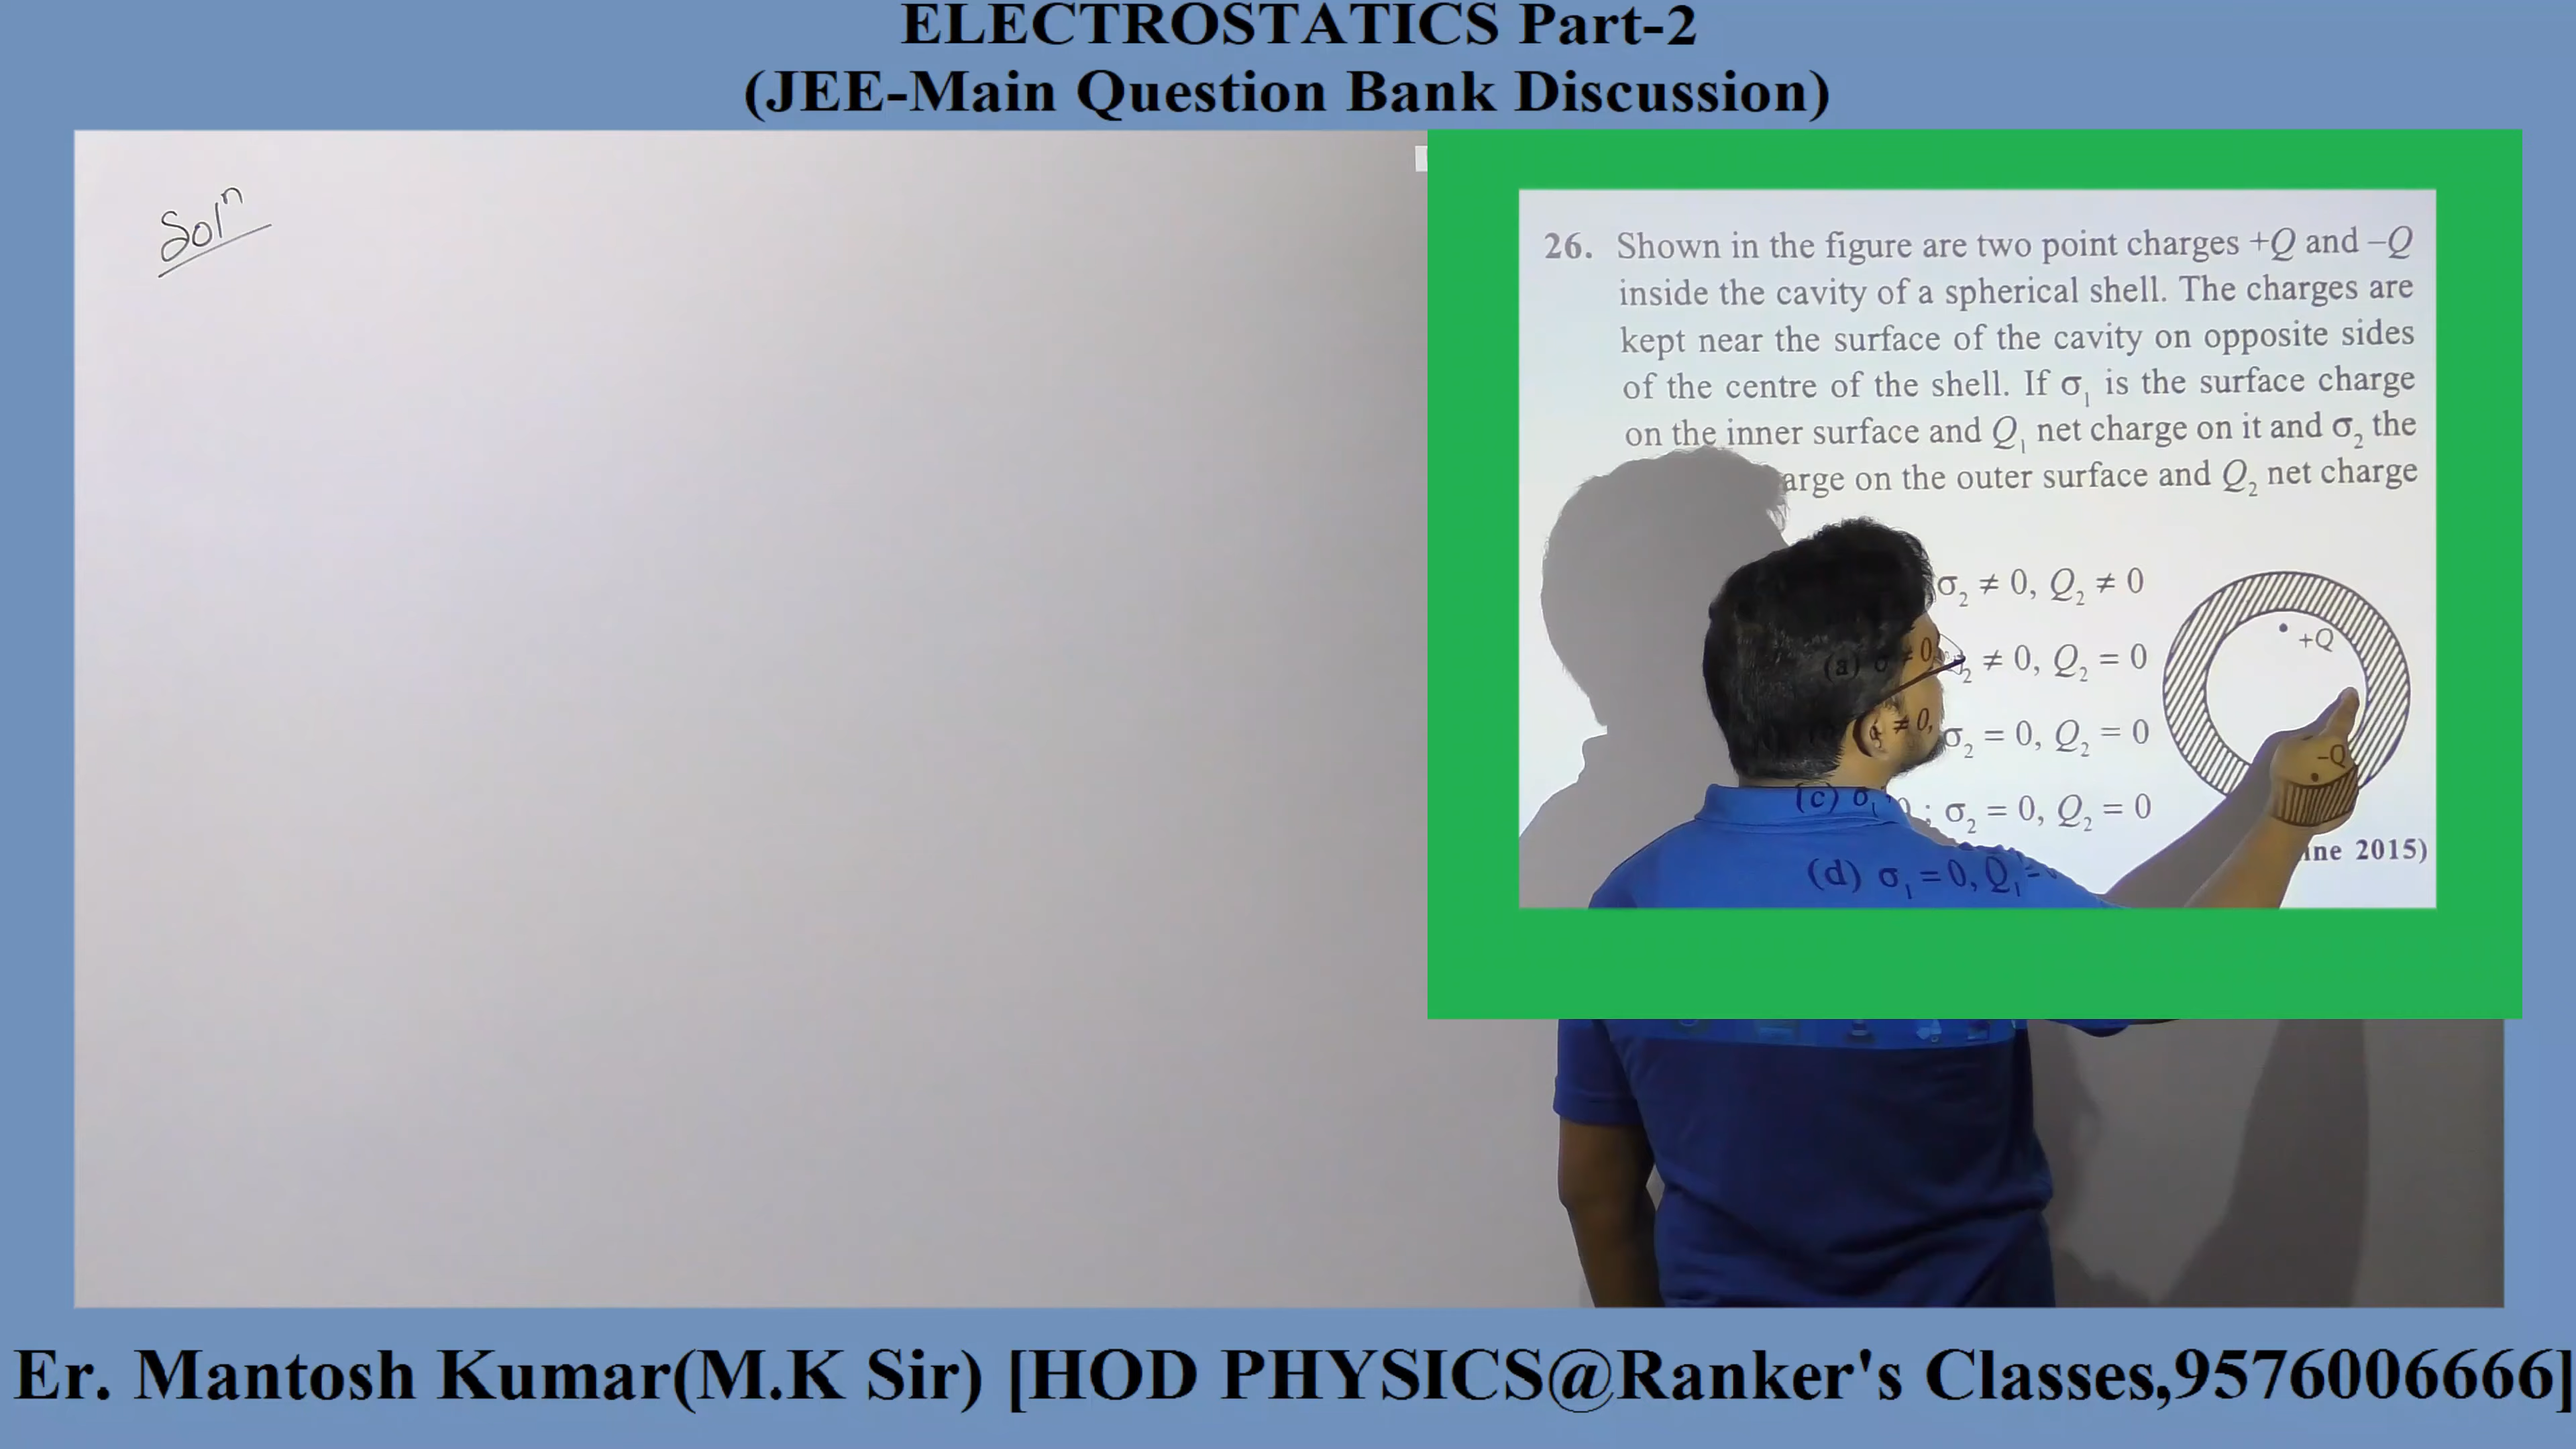 ELECTROSTATICS Part-2
(JEE-Main Question Bank Discussion)
Solⁿ
26. Shown in the figure are two point charges +Q and –Q
inside the cavity of a spherical shell. The charges are
kept near the surface of the cavity on opposite sides
of the centre of the shell. If σ₁ is the surface charge
on the inner surface and Q₁ net charge on it and σ₂ the
arge on the outer surface and Q₂ net charge
σ₂ ≠ 0, Q₂ ≠ 0
(a) σ ≠ 0
₂ ≠ 0, Q₂ = 0
≠ 0,
σ₂ = 0, Q₂ = 0
(c) σ₁
; σ₂ = 0, Q₂ = 0
(d) σ₁ = 0, Q₁ =
+Q
–Q
ine 2015)
Er. Mantosh Kumar(M.K Sir) [HOD PHYSICS@Ranker's Classes,9576006666]